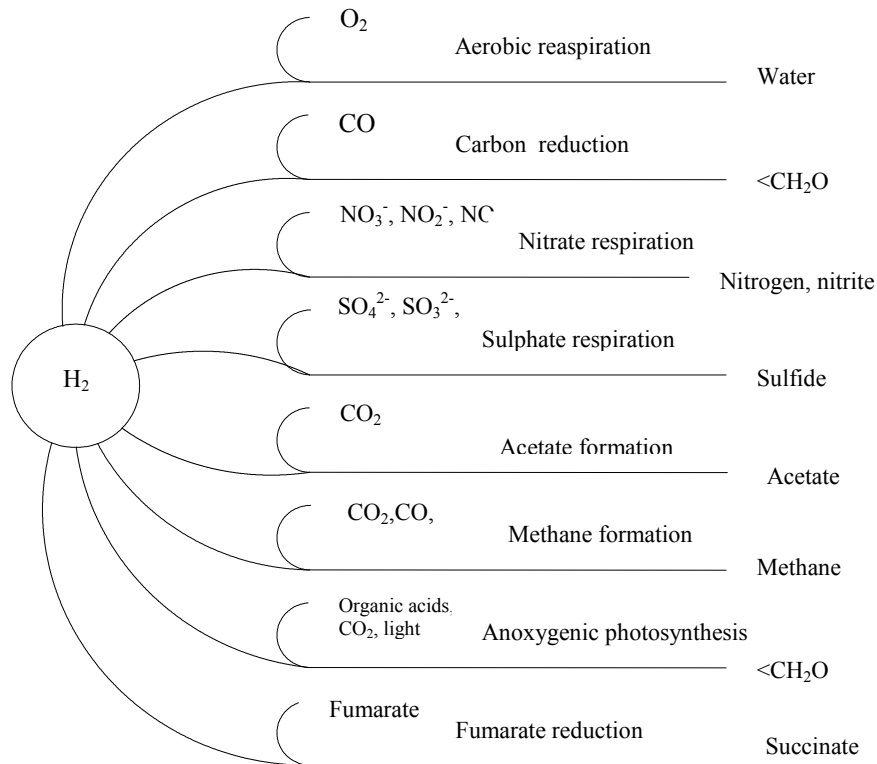 O₂
Aerobic reaspiration
Water
CO
Carbon reduction
<CH₂O
NO₃⁻, NO₂⁻, NO
Nitrate respiration
Nitrogen, nitrite
SO₄²⁻, SO₃²⁻,
Sulphate respiration
Sulfide
H₂
CO₂
Acetate formation
Acetate
CO₂,CO,
Methane formation
Methane
Organic acids,
CO₂, light
Anoxygenic photosynthesis
<CH₂O
Fumarate
Fumarate reduction
Succinate